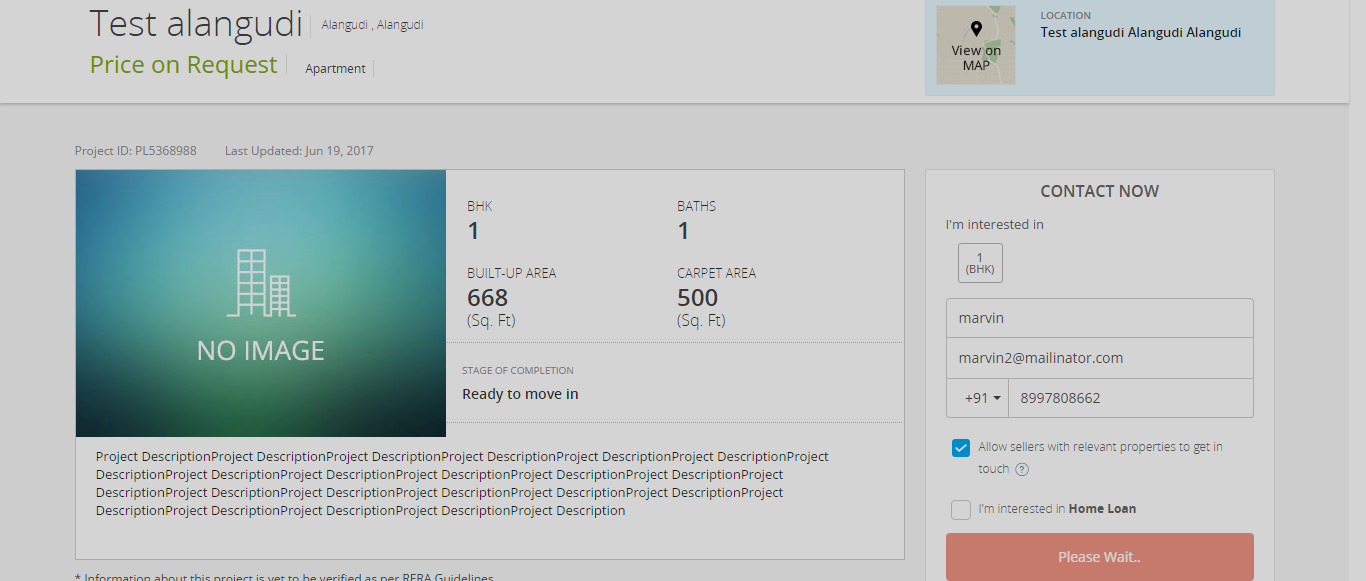 Test alangudi
Alangudi , Alangudi
Price on Request
Apartment
View on
MAP
LOCATION
Test alangudi Alangudi Alangudi
Project ID: PL5368988
Last Updated: Jun 19, 2017
NO IMAGE
BHK
1
BATHS
1
BUILT-UP AREA
668
(Sq. Ft)
CARPET AREA
500
(Sq. Ft)
STAGE OF COMPLETION
Ready to move in
Project DescriptionProject DescriptionProject DescriptionProject DescriptionProject DescriptionProject DescriptionProject
DescriptionProject DescriptionProject DescriptionProject DescriptionProject DescriptionProject DescriptionProject
DescriptionProject DescriptionProject DescriptionProject DescriptionProject DescriptionProject DescriptionProject
DescriptionProject DescriptionProject DescriptionProject DescriptionProject Description
* Information about this project is yet to be verified as per RERA Guidelines
CONTACT NOW
I'm interested in
1
(BHK)
marvin
marvin2@mailinator.com
+91
8997808662
Allow sellers with relevant properties to get in
touch ?
I'm interested in Home Loan
Please Wait..